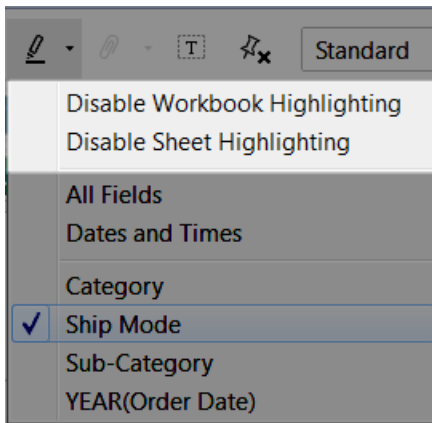 T
Standard
Disable Workbook Highlighting
Disable Sheet Highlighting
All Fields
Dates and Times
Category
Ship Mode
Sub-Category
YEAR(Order Date)